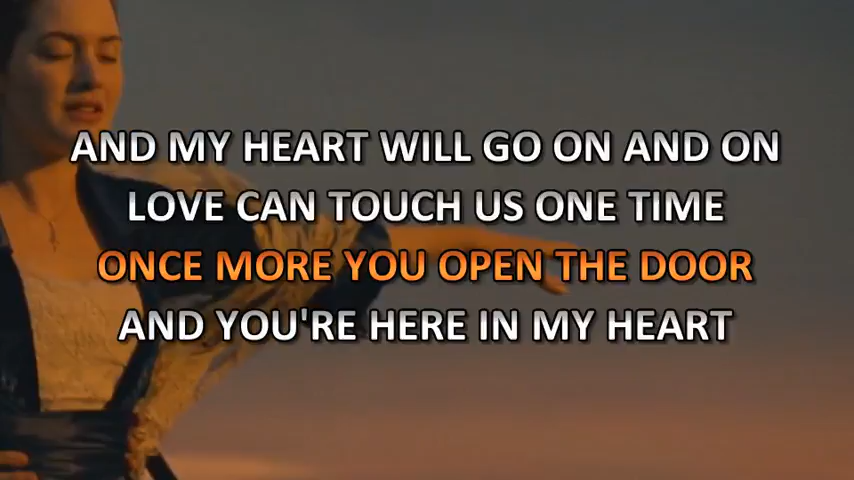 AND MY HEART WILL GO ON AND ON
LOVE CAN TOUCH US ONE TIME
ONCE MORE YOU OPEN THE DOOR
AND YOU'RE HERE IN MY HEART